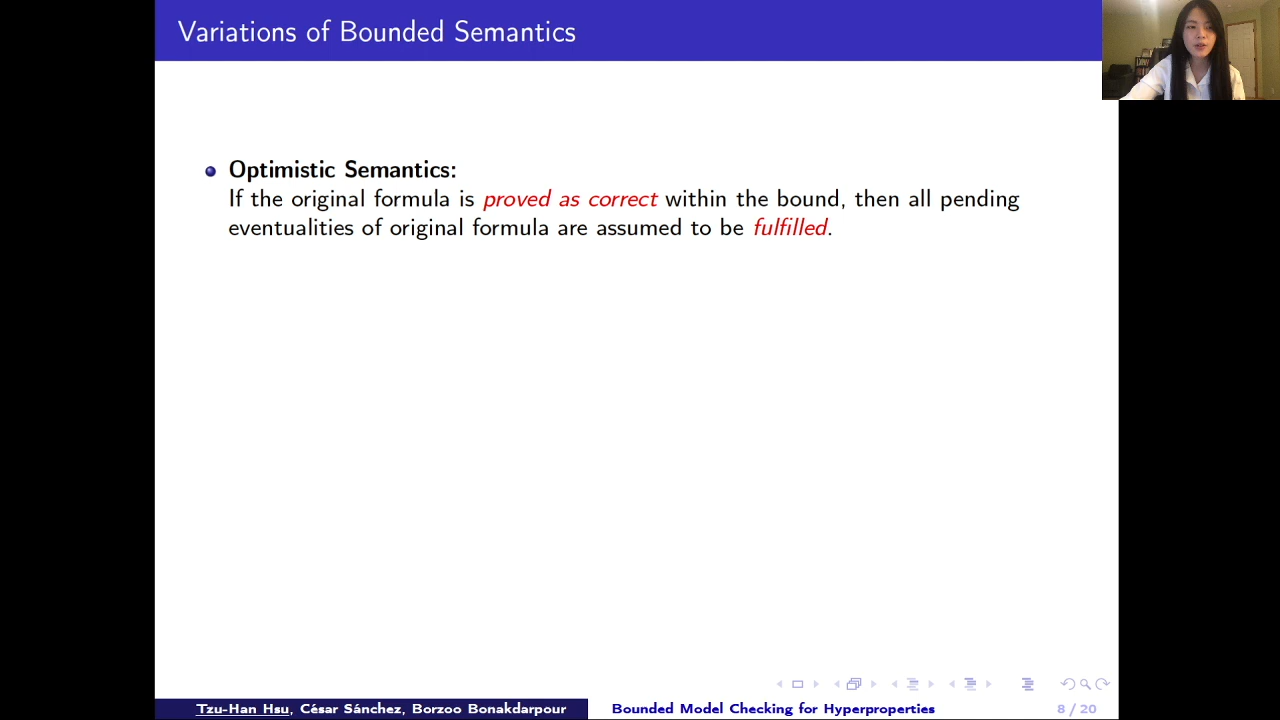 Variations of Bounded Semantics
Optimistic Semantics:
If the original formula is proved as correct within the bound, then all pending
eventualities of original formula are assumed to be fulfilled.
Tzu-Han Hsu, César Sánchez, Borzoo Bonakdarpour
Bounded Model Checking for Hyperproperties
8 / 20